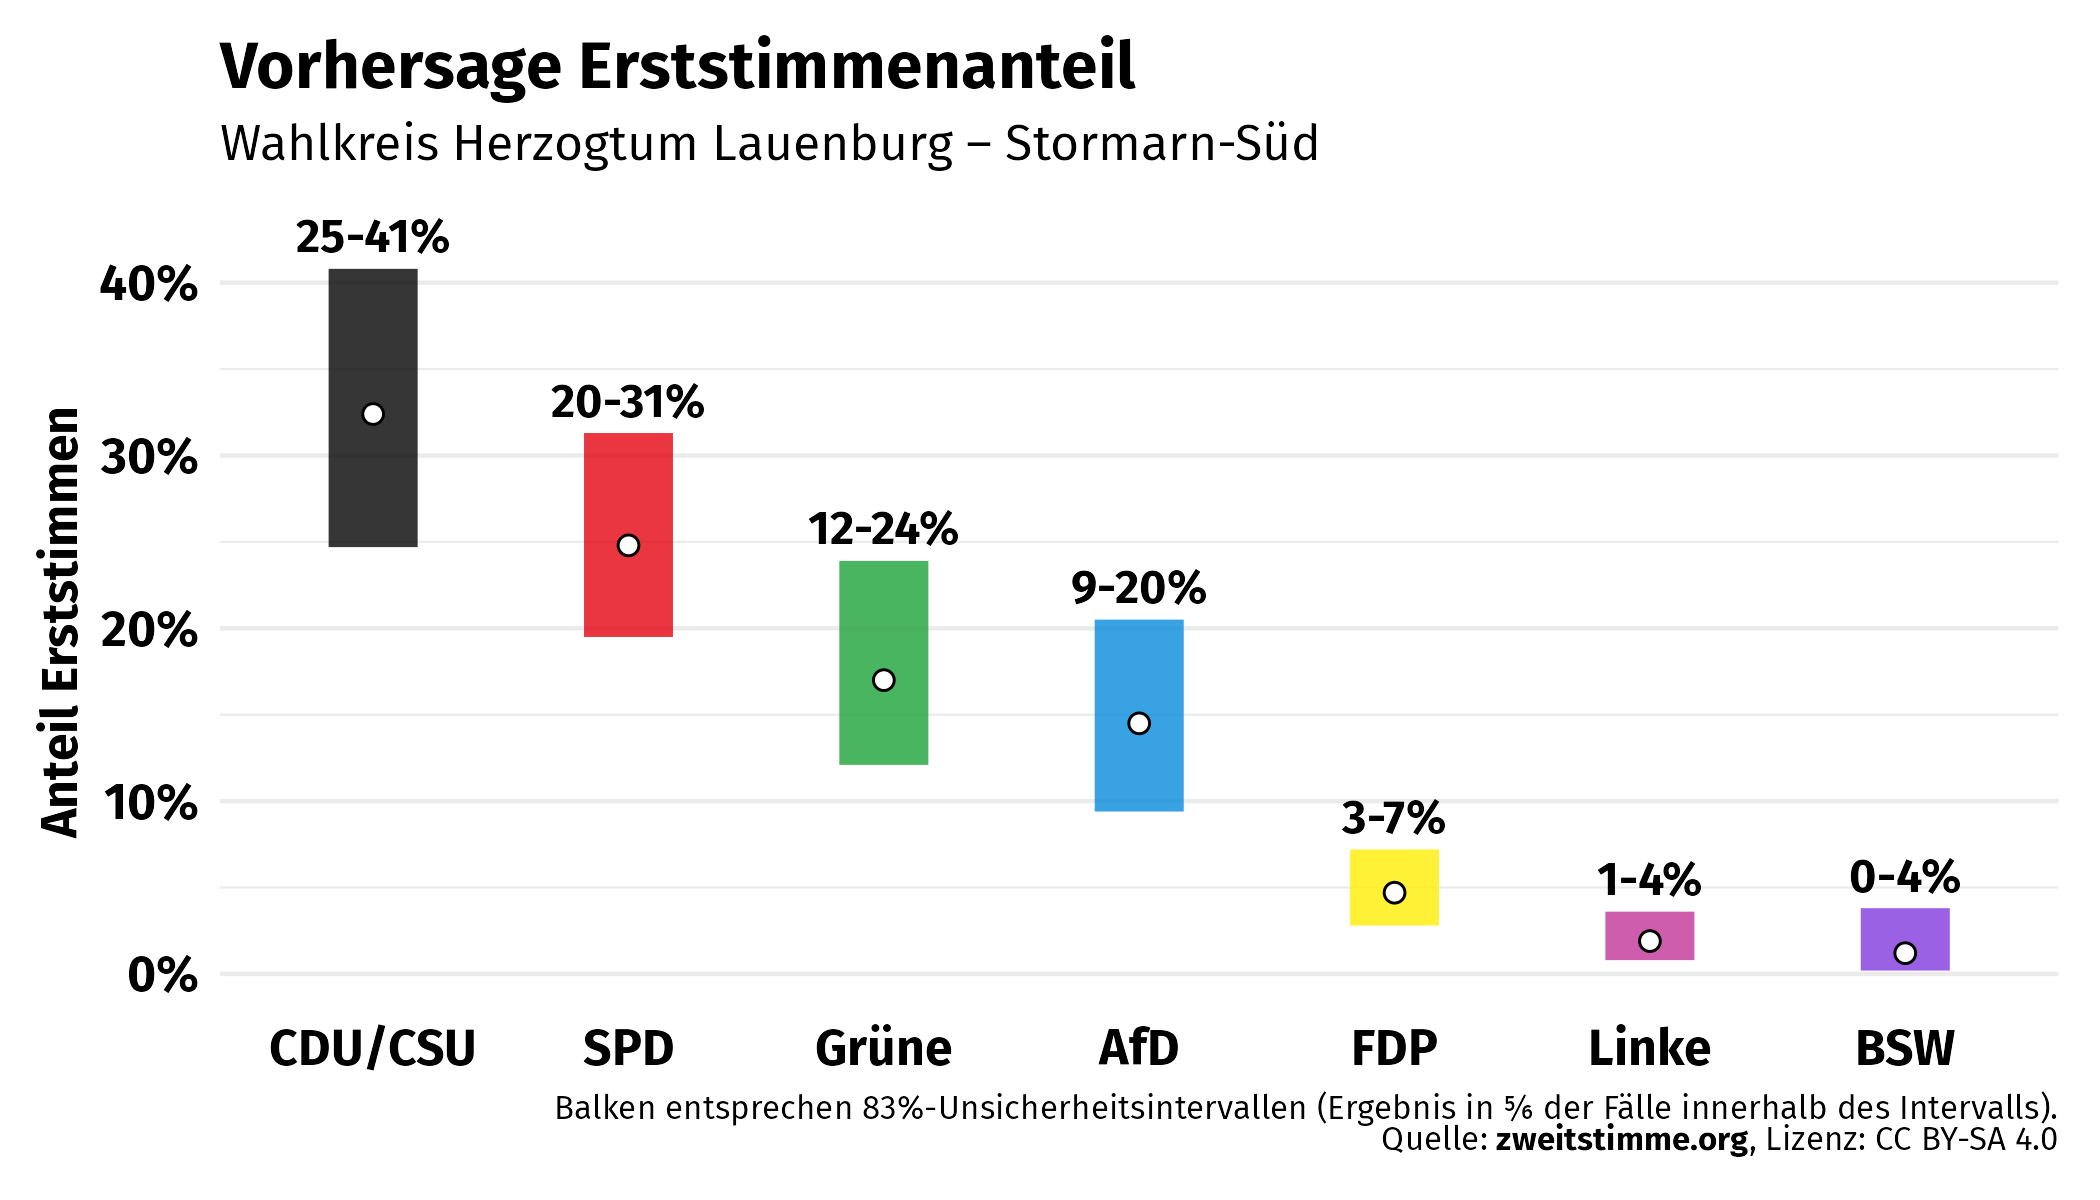 Vorhersage Erststimmenanteil
Wahlkreis Herzogtum Lauenburg – Stormarn-Süd
Anteil Erststimmen
40%
30%
20%
10%
0%
25-41%
20-31%
12-24%
9-20%
3-7%
1-4%
0-4%
CDU/CSU
SPD
Grüne
AfD
FDP
Linke
BSW
Balken entsprechen 83%-Unsicherheitsintervallen (Ergebnis in ⅚ der Fälle innerhalb des Intervalls).
Quelle: zweitstimme.org, Lizenz: CC BY-SA 4.0